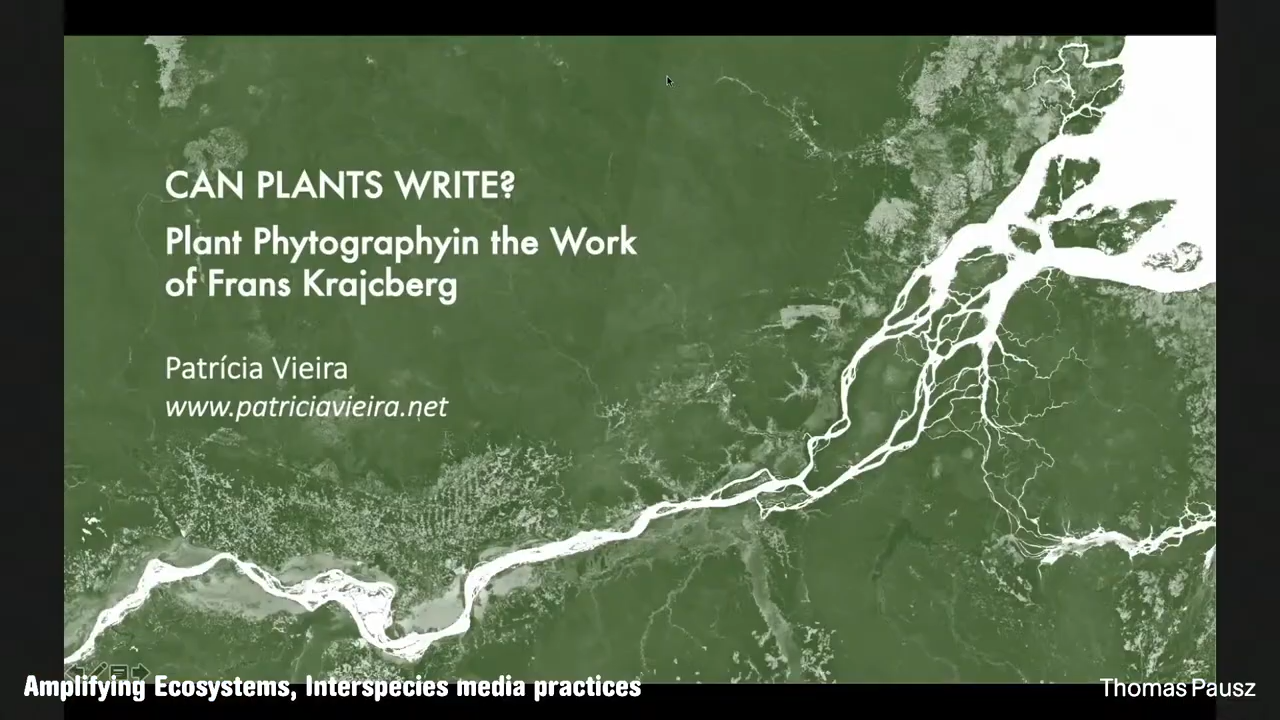 CAN PLANTS WRITE?
Plant Phytographyin the Work
of Frans Krajcberg
Patrícia Vieira
www.patriciavieira.net
Amplifying Ecosystems, Interspecies media practices
Thomas Pausz